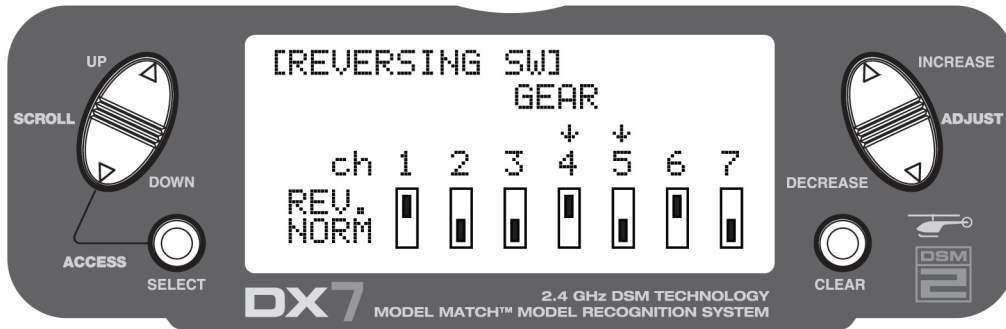 UP
SCROLL
DOWN
ACCESS
SELECT
[REVERSING SW]
GEAR
↓ ↓
ch 1 2 3 4 5 6 7
REV.
NORM
INCREASE
ADJUST
DECREASE
CLEAR
DSM
2
DX7
2.4 GHz DSM TECHNOLOGY
MODEL MATCH™ MODEL RECOGNITION SYSTEM